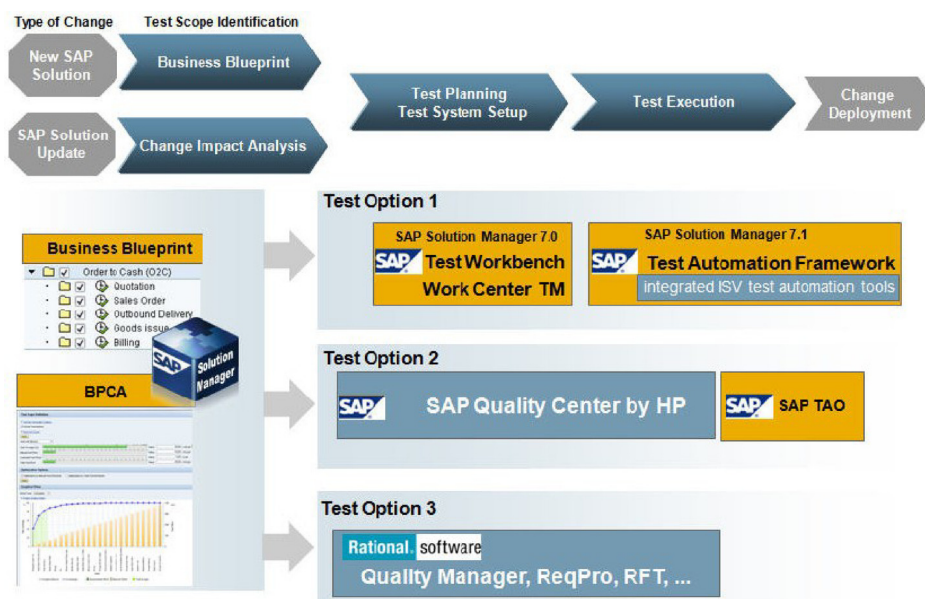 Type of Change
Test Scope Identification
New SAP
Solution
Business Blueprint
Test Planning
Test System Setup
Test Execution
Change
Deployment
SAP Solution
Update
Change Impact Analysis
Test Option 1
Business Blueprint
Order to Cash (O2C)
Quotation
Sales Order
Outbound Delivery
Goods issue
Billing
SAP
Solution
Manager
BPCA
SAP Solution Manager 7.0
SAP
Test Workbench
Work Center TM
SAP Solution Manager 7.1
SAP
Test Automation Framework
integrated ISV test automation tools
Test Option 2
SAP
SAP Quality Center by HP
SAP
SAP TAO
Test Option 3
Rational. software
Quality Manager, ReqPro, RFT, ...